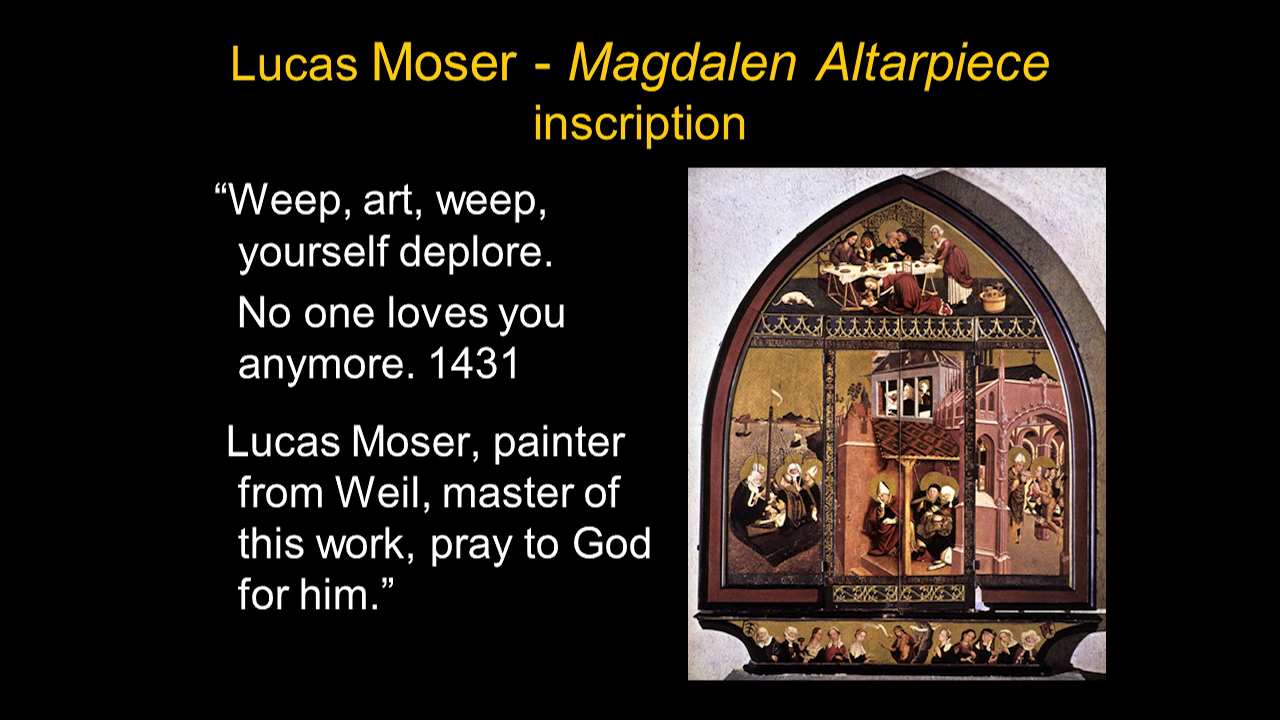 Lucas Moser - Magdalen Altarpiece
inscription
“Weep, art, weep,
yourself deplore.
No one loves you
anymore. 1431
Lucas Moser, painter
from Weil, master of
this work, pray to God
for him.”